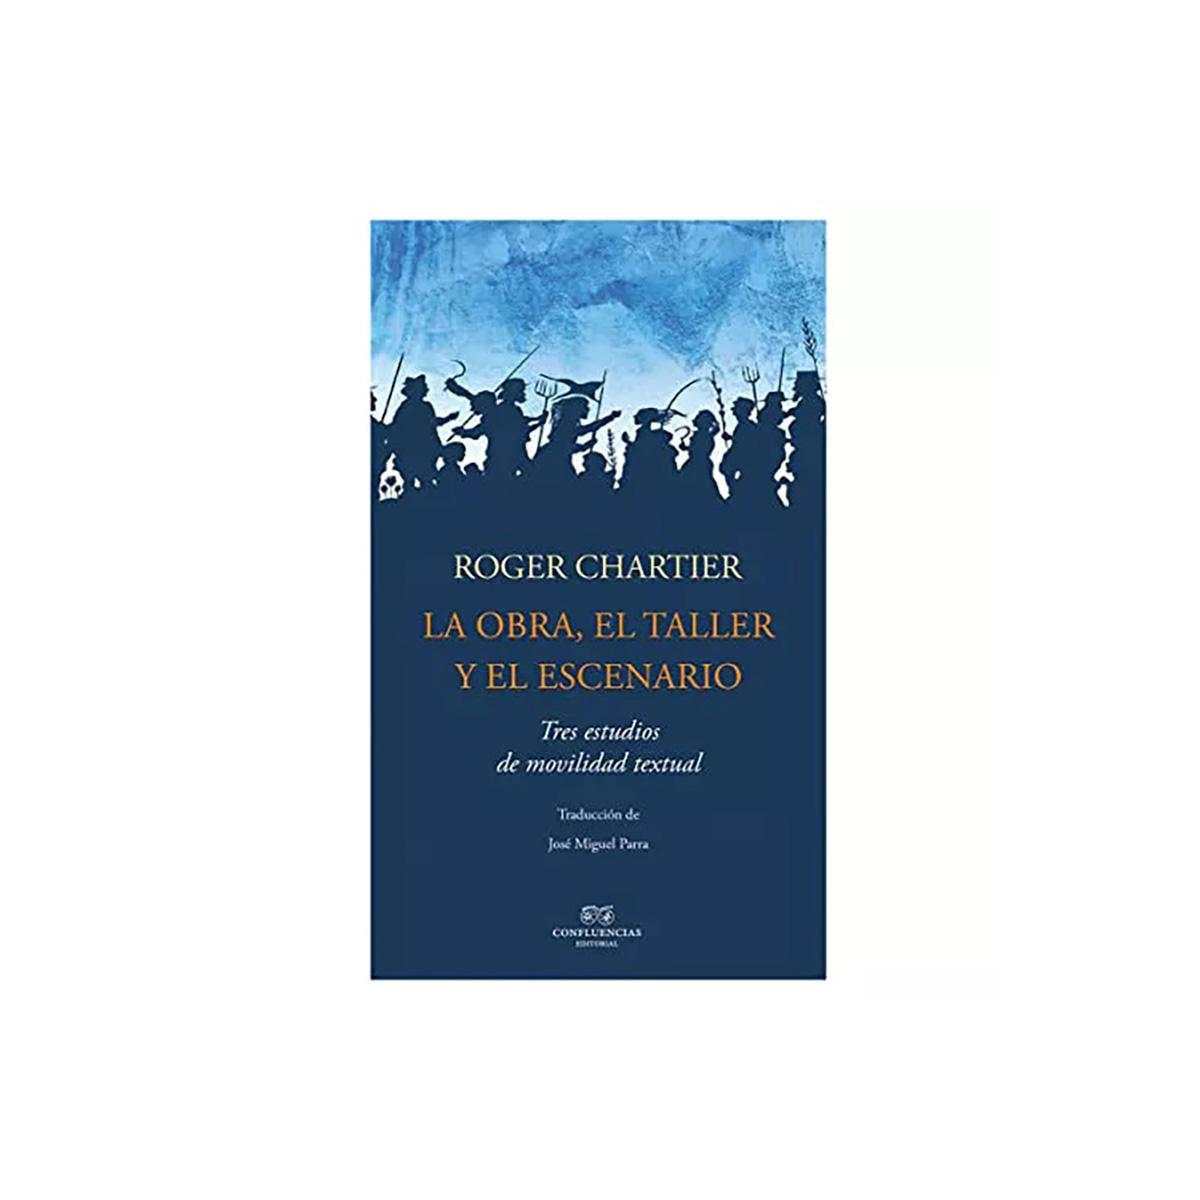 ROGER CHARTIER
LA OBRA, EL TALLER
Y EL ESCENARIO
Tres estudios
de movilidad textual
Traducción de
José Miguel Parra
CONFLUENCIAS
EDITORIAL